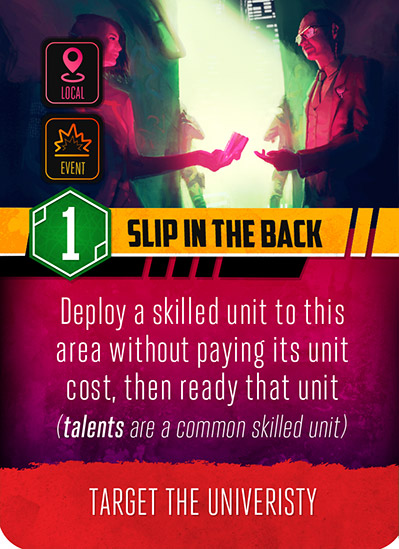 LOCAL
EVENT
1 SLIP IN THE BACK
Deploy a skilled unit to this
area without paying its unit
cost, then ready that unit
(talents are a common skilled unit)
TARGET THE UNIVERISTY